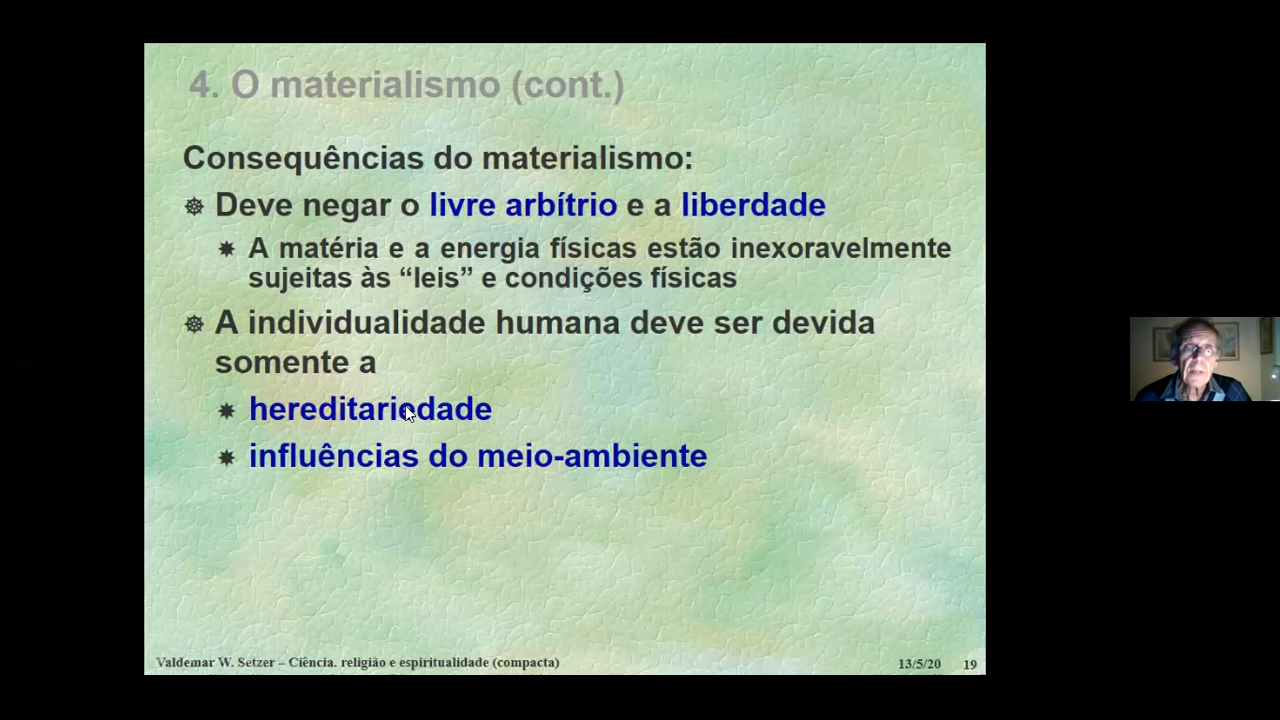 4. O materialismo (cont.)
Consequências do materialismo:
Deve negar o livre arbítrio e a liberdade
A matéria e a energia físicas estão inexoravelmente
sujeitas às “leis” e condições físicas
A individualidade humana deve ser devida
somente a
hereditariedade
influências do meio-ambiente
Valdemar W. Setzer – Ciência. religião e espiritualidade (compacta)
13/5/20 19